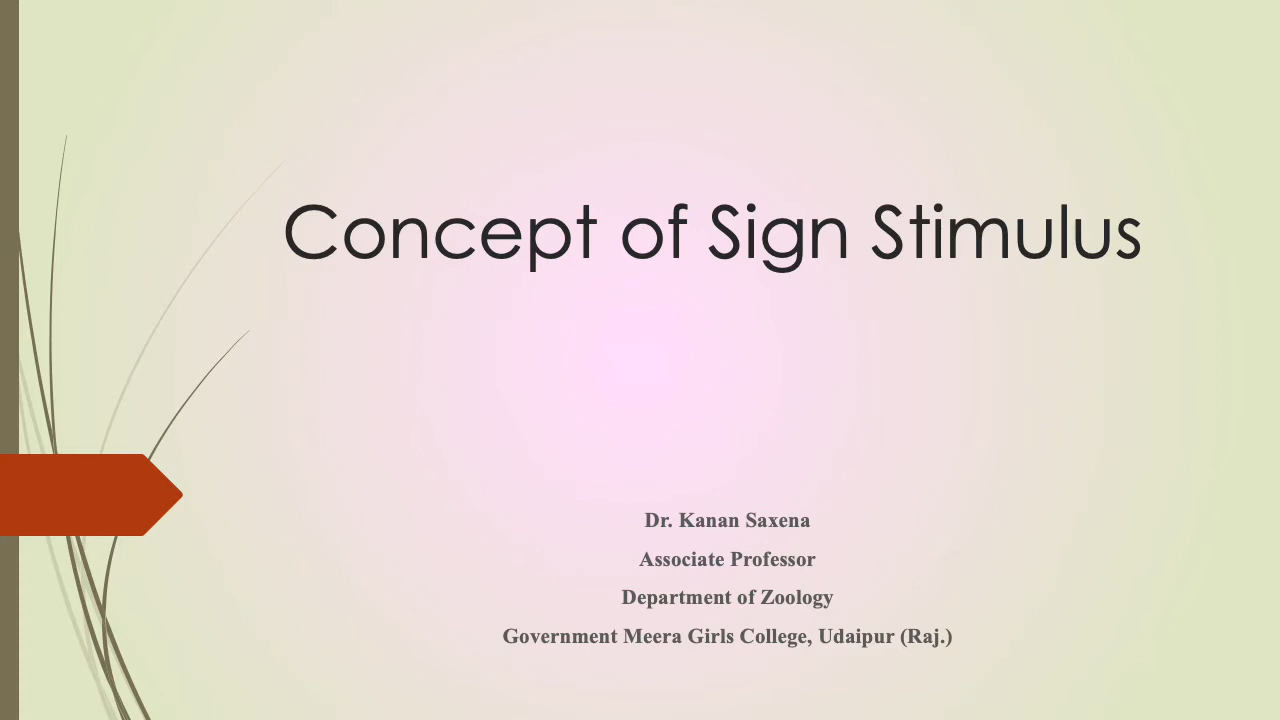 Concept of Sign Stimulus
Dr. Kanan Saxena
Associate Professor
Department of Zoology
Government Meera Girls College, Udaipur (Raj.)